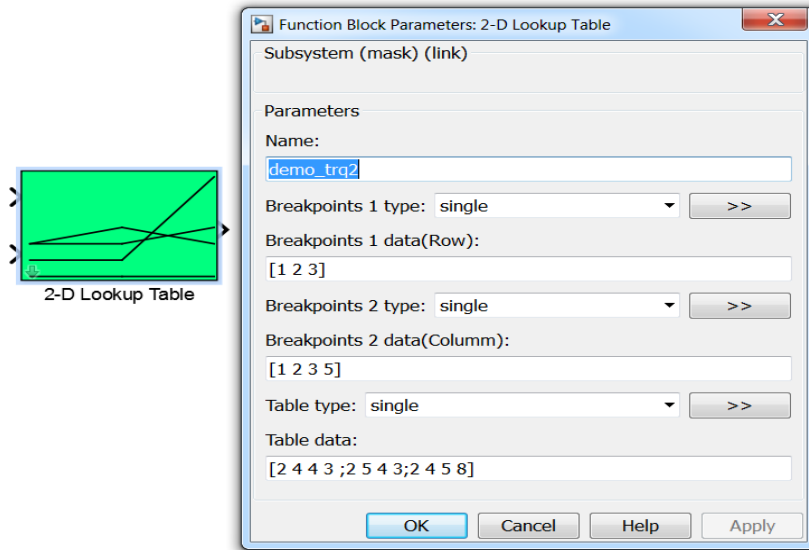 Function Block Parameters: 2-D Lookup Table
Subsystem (mask) (link)
Parameters
Name:
demo_trq2
Breakpoints 1 type: single >>
Breakpoints 1 data(Row):
[1 2 3]
2-D Lookup Table
Breakpoints 2 type: single >>
Breakpoints 2 data(Columm):
[1 2 3 5]
Table type: single >>
Table data:
[2 4 4 3 ;2 5 4 3;2 4 5 8]
OK Cancel Help Apply